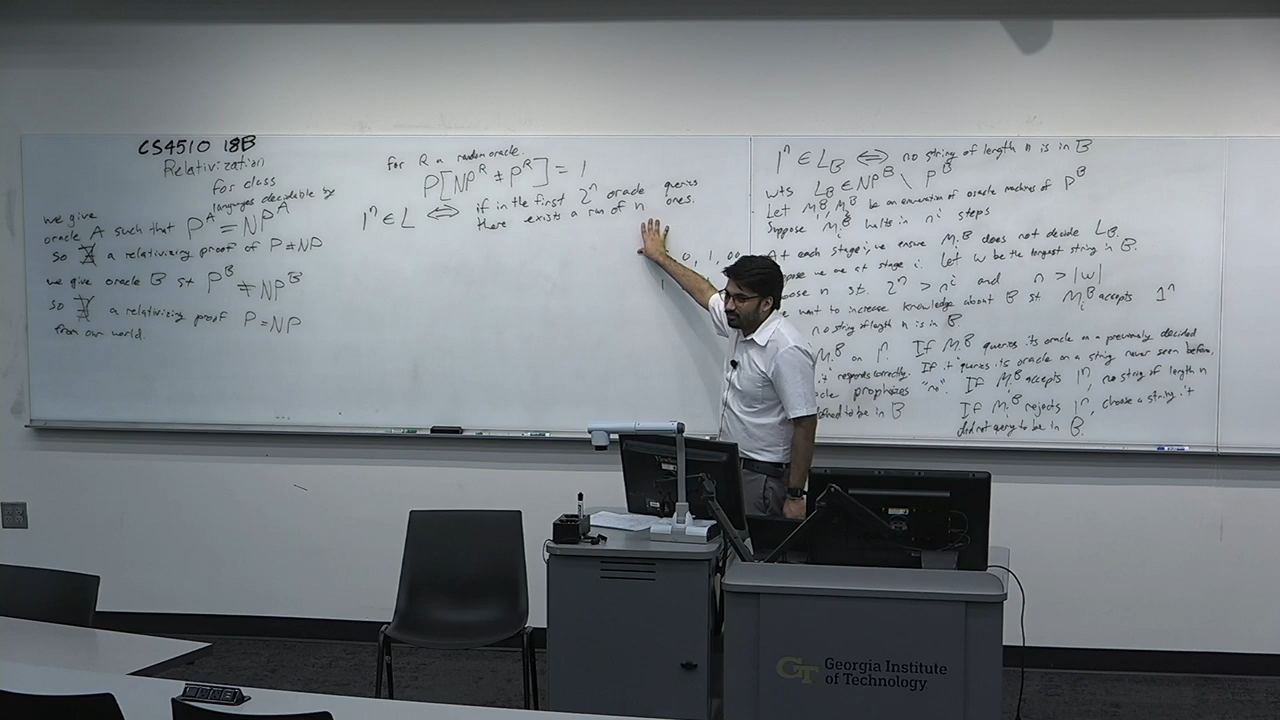 CS4510 18B
Relativization
for class
languages decidable by
we give
oracle A such that P^A = NP^A
so ∄ a relativizing proof of P≠NP
we give oracle B st P^B ≠ NP^B
so ∄ a relativizing proof P=NP
from our world.
for R a random oracle.
P[NP^R ≠ P^R] = 1
1^n ∈ L ⟺ if in the first 2^n oracle queries
there exists a run of n ones.
0, 1, 00
1^n ∈ L_B ⟺ no string of length n is in B
wts L_B ∈ NP^B \ P^B
Let M_1^B, M_2^B be an enumeration of oracle machines of P^B
Suppose M_i^B halts in n^i steps
At each stage i, we ensure M_i^B does not decide L_B.
we are at stage i. Let w be the longest string in B.
n st. 2^n > n^i and n > |w|
want to increase knowledge about B st M_i^B accepts 1^n
no string of length n is in B.
M_i^B on 1^n. If M_i^B queries its oracle on a previously decided
it responds correctly. If it queries its oracle on a string never seen before,
prophesizes "no". If M_i^B accepts 1^n, no string of length n
to be in B If M_i^B rejects 1^n, choose a string it
did not query to be in B.
GT Georgia Institute
of Technology